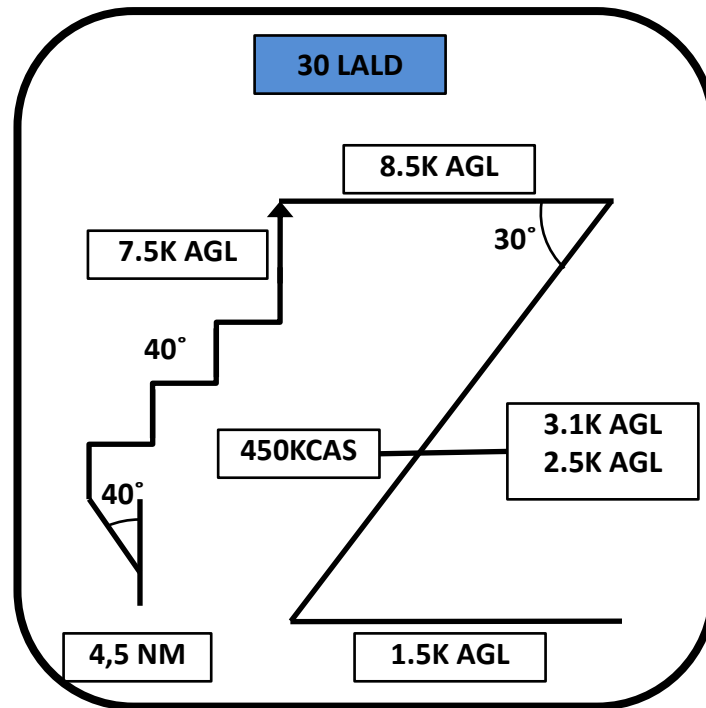 30 LALD
8.5K AGL
30°
7.5K AGL
40°
450KCAS
3.1K AGL
2.5K AGL
40°
4,5 NM
1.5K AGL